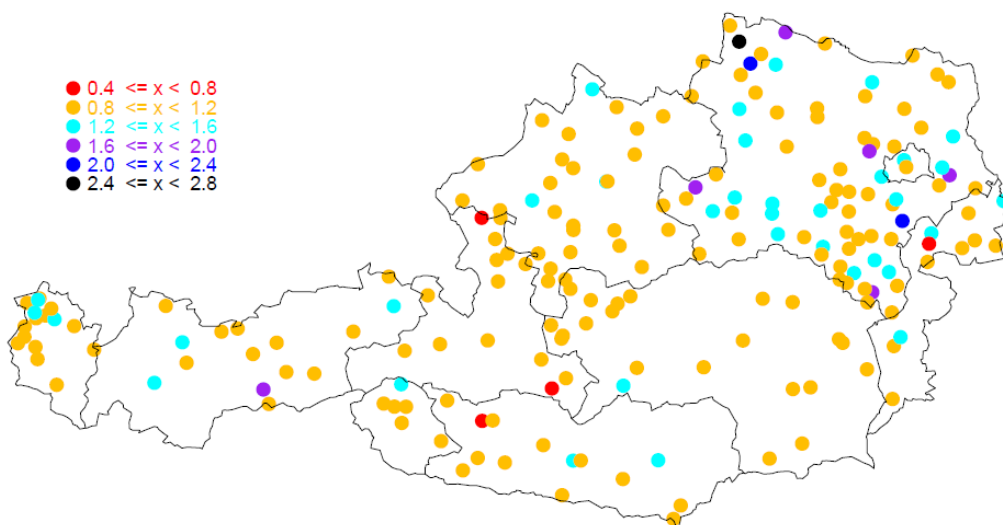 0.4 <= x < 0.8
0.8 <= x < 1.2
1.2 <= x < 1.6
1.6 <= x < 2.0
2.0 <= x < 2.4
2.4 <= x < 2.8